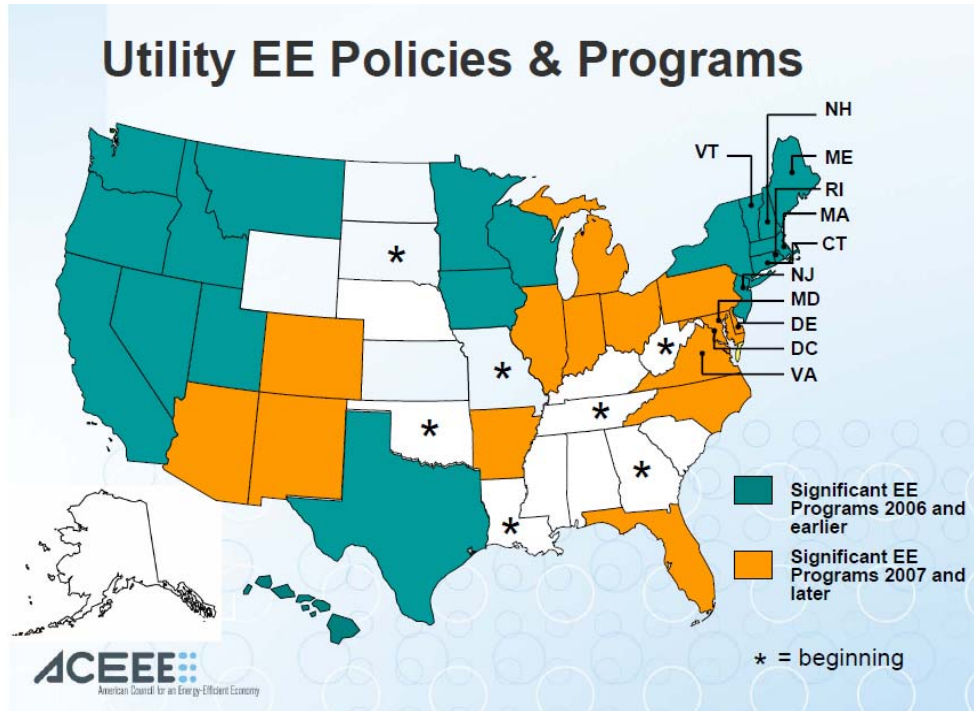 Utility EE Policies & Programs
NH
VT
ME
RI
MA
CT
NJ
MD
DE
DC
VA
*
*
*
*
*
*
*
Significant EE
Programs 2006 and
earlier
Significant EE
Programs 2007 and
later
* = beginning
ACEEE
American Council for an Energy-Efficient Economy